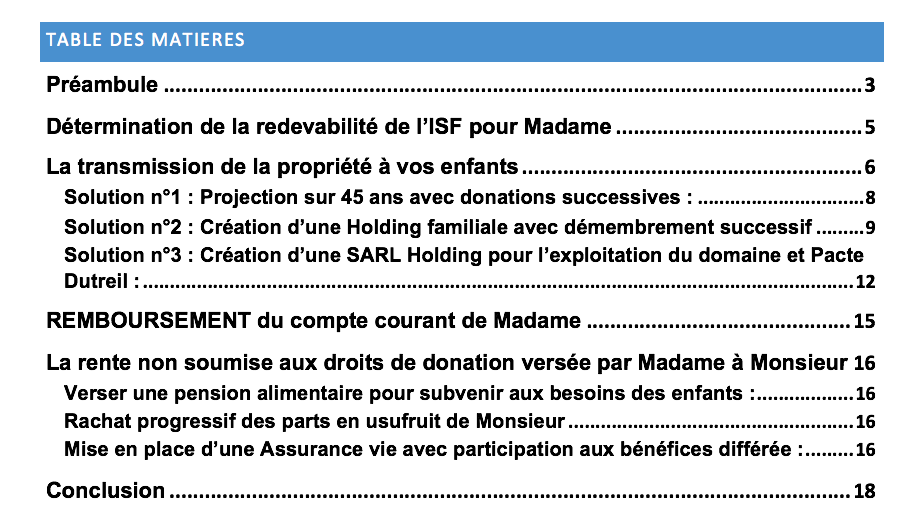 TABLE DES MATIERES
Préambule ........................................................................................................................ 3
Détermination de la redevabilité de l’ISF pour Madame .......................................... 5
La transmission de la propriété à vos enfants .......................................................... 6
Solution n°1 : Projection sur 45 ans avec donations successives : ............................ 8
Solution n°2 : Création d’une Holding familiale avec démembrement successif ......... 9
Solution n°3 : Création d’une SARL Holding pour l’exploitation du domaine et Pacte
Dutreil : ........................................................................................................................ 12
REMBOURSEMENT du compte courant de Madame ............................................. 15
La rente non soumise aux droits de donation versée par Madame à Monsieur 16
Verser une pension alimentaire pour subvenir aux besoins des enfants : ................. 16
Rachat progressif des parts en usufruit de Monsieur ................................................. 16
Mise en place d’une Assurance vie avec participation aux bénéfices différée : ......... 16
Conclusion ..................................................................................................................... 18